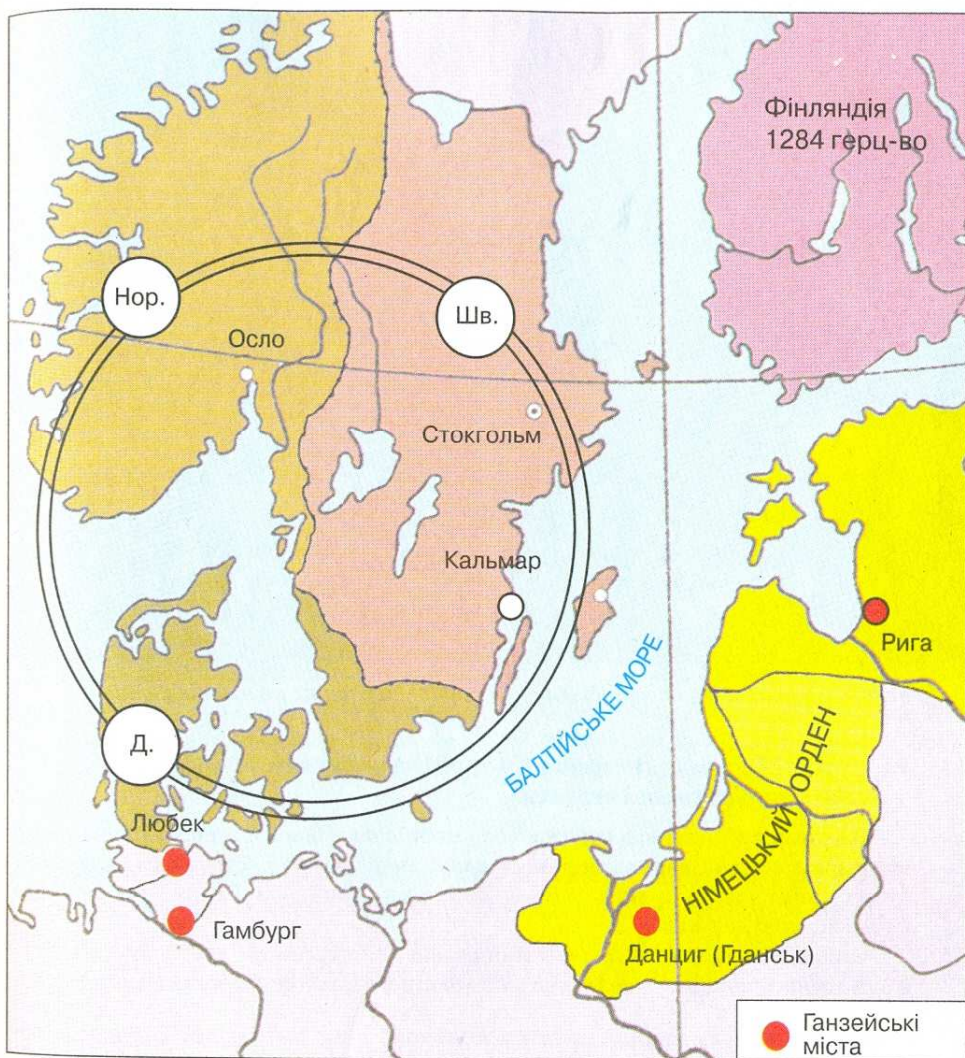 Фінляндія
1284 герц-во
Нор.
Шв.
Осло
Стокгольм
Кальмар
Рига
БАЛТІЙСЬКЕ МОРЕ
НІМЕЦЬКИЙ ОРДЕН
Д.
Любек
Гамбург
Данциг (Гданськ)
Ганзейські
міста